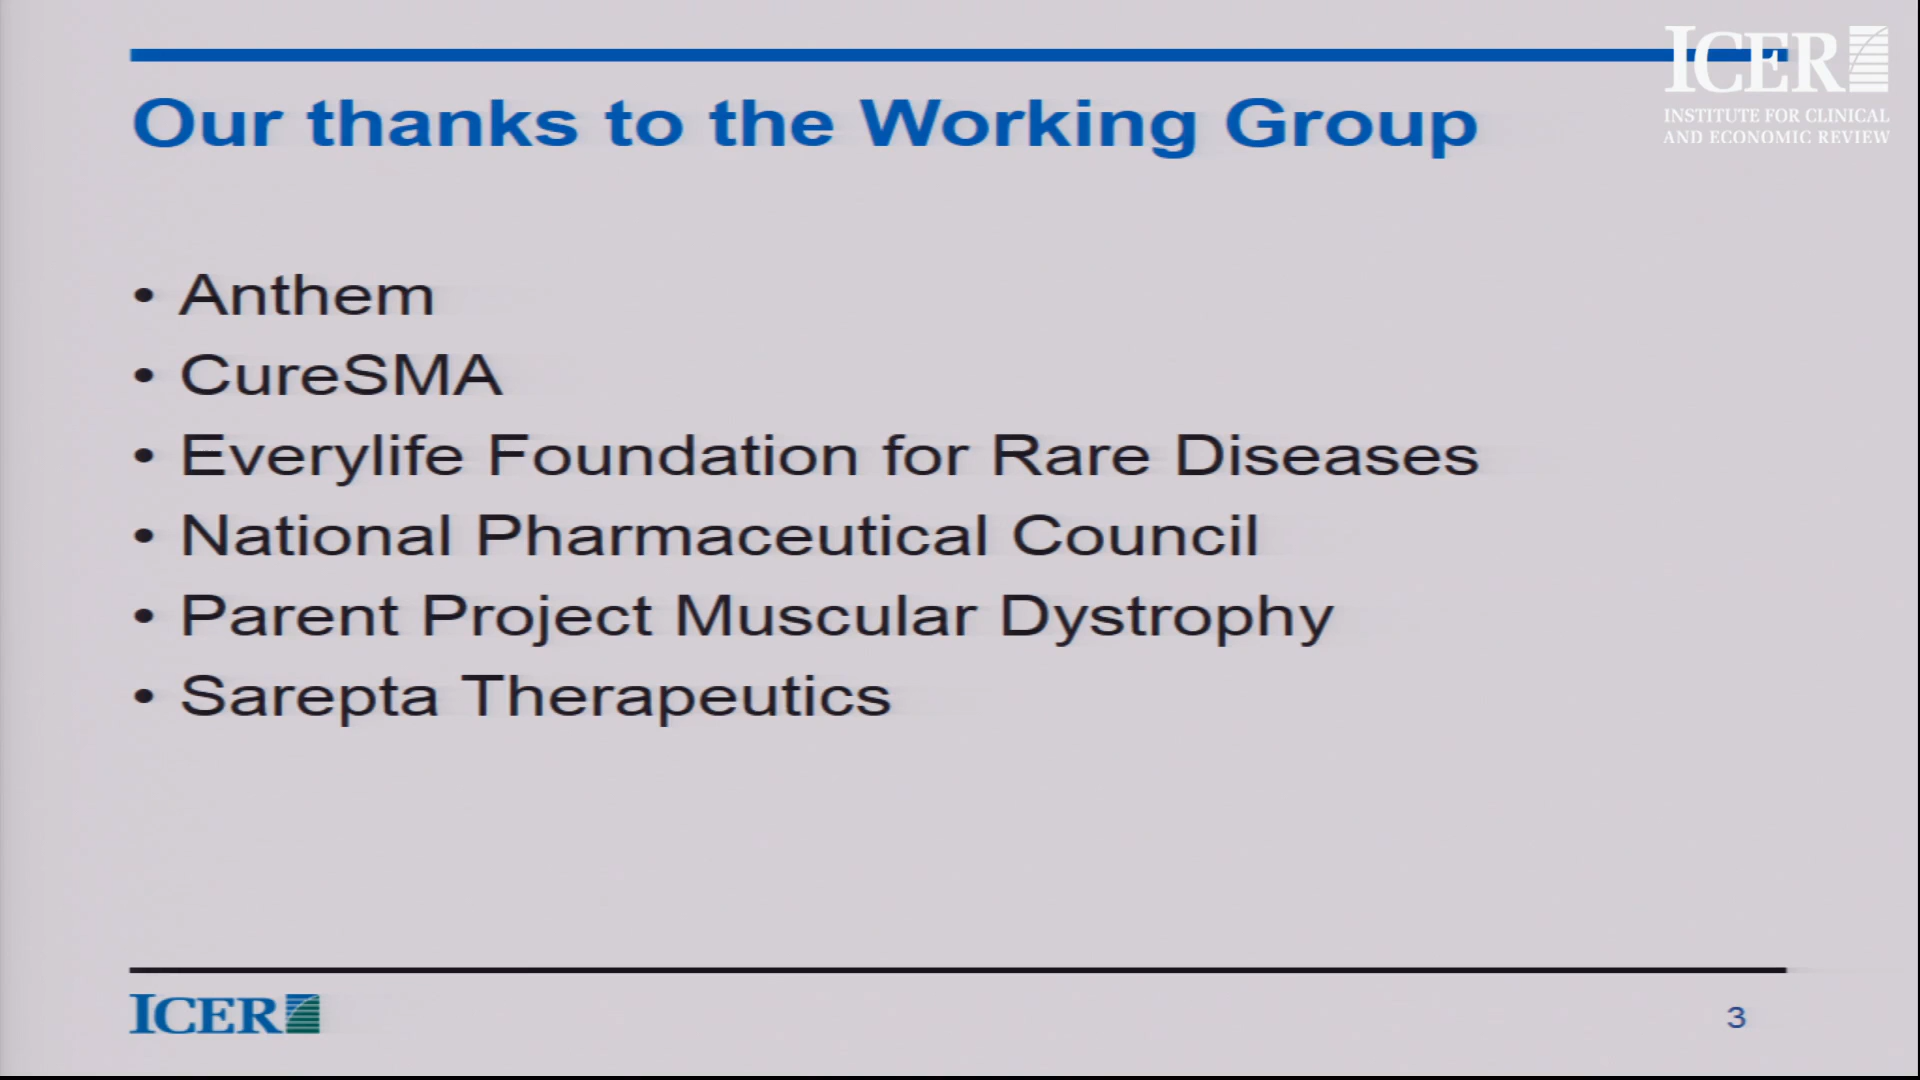 ICER
INSTITUTE FOR CLINICAL
AND ECONOMIC REVIEW
Our thanks to the Working Group
• Anthem
• CureSMA
• Everylife Foundation for Rare Diseases
• National Pharmaceutical Council
• Parent Project Muscular Dystrophy
• Sarepta Therapeutics
ICER
3